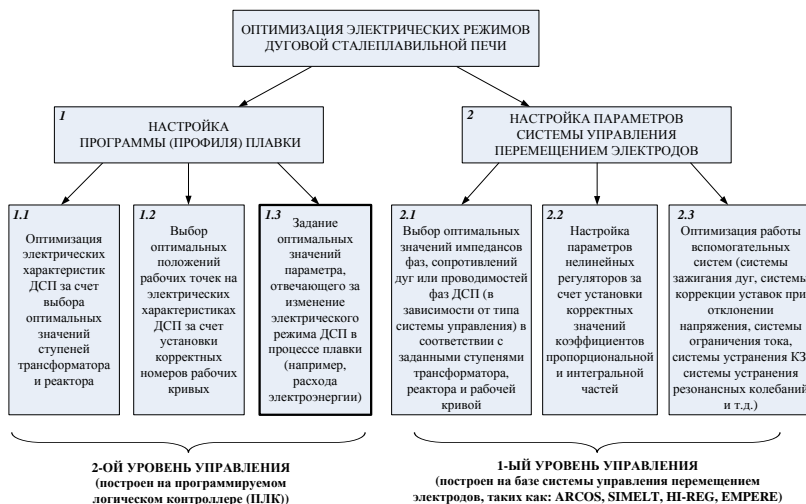 ОПТИМИЗАЦИЯ ЭЛЕКТРИЧЕСКИХ РЕЖИМОВ
ДУГОВОЙ СТАЛЕПЛАВИЛЬНОЙ ПЕЧИ
1
НАСТРОЙКА
ПРОГРАММЫ (ПРОФИЛЯ) ПЛАВКИ
2
НАСТРОЙКА ПАРАМЕТРОВ
СИСТЕМЫ УПРАВЛЕНИЯ
ПЕРЕМЕЩЕНИЕМ ЭЛЕКТРОДОВ
1.1
Оптимизация
электрических
характеристик
ДСП за счет
выбора
оптимальных
значений
ступеней
трансформатора
и реактора
1.2
Выбор
оптимальных
положений
рабочих точек на
электрических
характеристиках
ДСП за счет
установки
корректных
номеров рабочих
кривых
1.3
Задание
оптимальных
значений
параметра,
отвечающего за
изменение
электрического
режима ДСП в
процессе плавки
(например,
расхода
электроэнергии)
2.1
Выбор оптимальных
значений импедансов
фаз, сопротивлений
дуг или проводимостей
фаз ДСП (в
зависимости от типа
системы управления) в
соответствии с
заданными ступенями
трансформатора,
реактора и рабочей
кривой
2.2
Настройка
параметров
нелинейных
регуляторов за
счет установки
корректных
значений
коэффициентов
пропорциональной
и интегральной
частей
2.3
Оптимизация работы
вспомогательных
систем (системы
зажигания дуг, системы
коррекции уставок при
отклонении
напряжения, системы
ограничения тока,
системы устранения КЗ,
системы устранения
резонансных колебаний
и т.д.)
2-ОЙ УРОВЕНЬ УПРАВЛЕНИЯ
(построен на программируемом
логическом контроллере (ПЛК))
1-ЫЙ УРОВЕНЬ УПРАВЛЕНИЯ
(построен на базе системы управления перемещением
электродов, таких как: ARCOS, SIMELT, HI-REG, EMPERE)